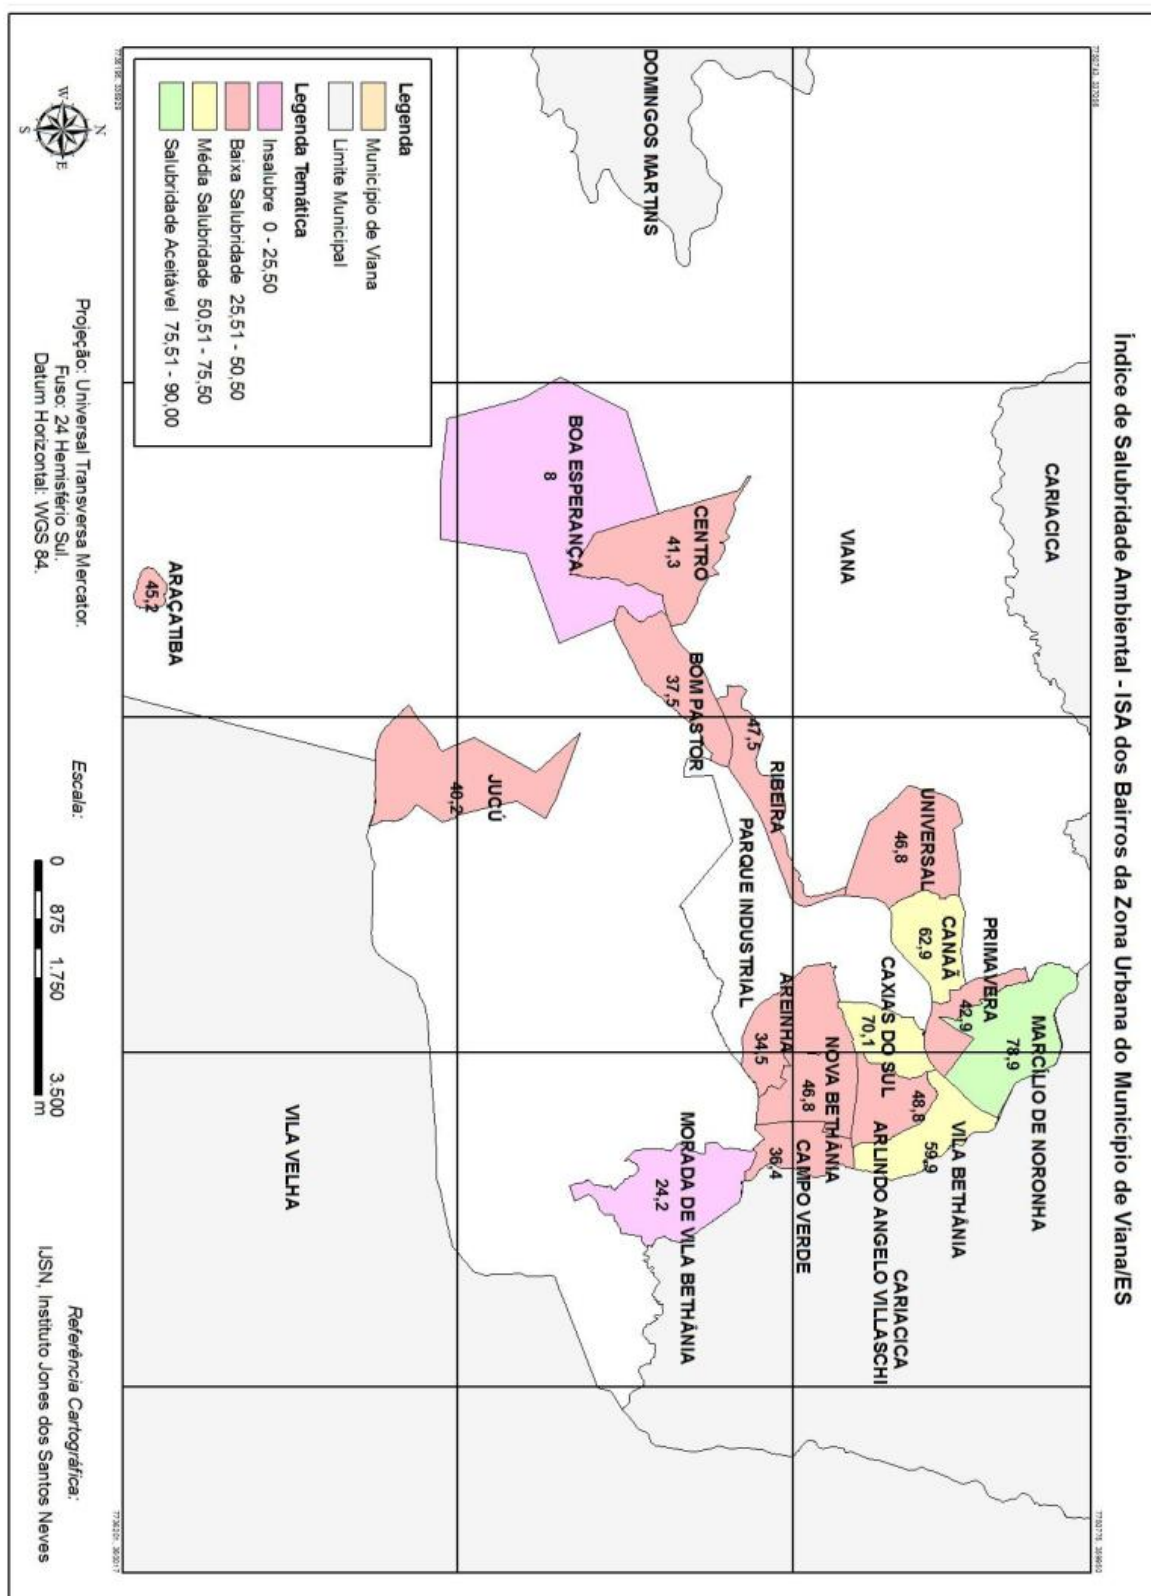 Índice de Salubridade Ambiental - ISA dos Bairros da Zona Urbana do Município de Viana/ES
CARIACICA
DOMINGOS MARTINS
VIANA
MARCÍLIO DE NORONHA
78,9
PRIMAVERA
42,9
VILA BETHÂNIA
59,9
CANAÃ
62,9
UNIVERSAL
46,8
CARIACICA
CAXIAS DO SUL
70,1
48,8
ARLINDO ANGELO VILLASCHI
NOVA BETHÂNIA
46,8
CAMPO VERDE
36,4
AREINHA
34,5
RIBEIRA
47,5
PARQUE INDUSTRIAL
CENTRO
41,3
BOM PASTOR
37,5
MORADA DE VILA BETHÂNIA
24,2
BOA ESPERANÇA
8
JUCÚ
40,2
VILA VELHA
ARAÇATIBA
45,2
Legenda
Município de Viana
Limite Municipal
Legenda Temática
Insalubre 0 - 25,50
Baixa Salubridade 25,51 - 50,50
Média Salubridade 50,51 - 75,50
Salubridade Aceitável 75,51 - 90,00
N
W
E
S
Projeção: Universal Transversa Mercator.
Fuso: 24 Hemisfério Sul.
Datum Horizontal: WGS 84.
Escala:
0 875 1.750 3.500
m
Referência Cartográfica:
IJSN, Instituto Jones dos Santos Neves